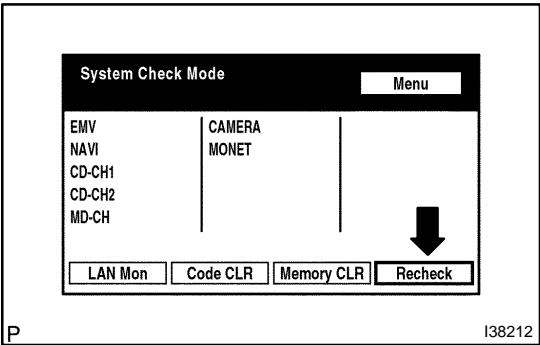 System Check Mode
Menu
EMV
NAVI
CD-CH1
CD-CH2
MD-CH
CAMERA
MONET
LAN Mon
Code CLR
Memory CLR
Recheck
P
I38212